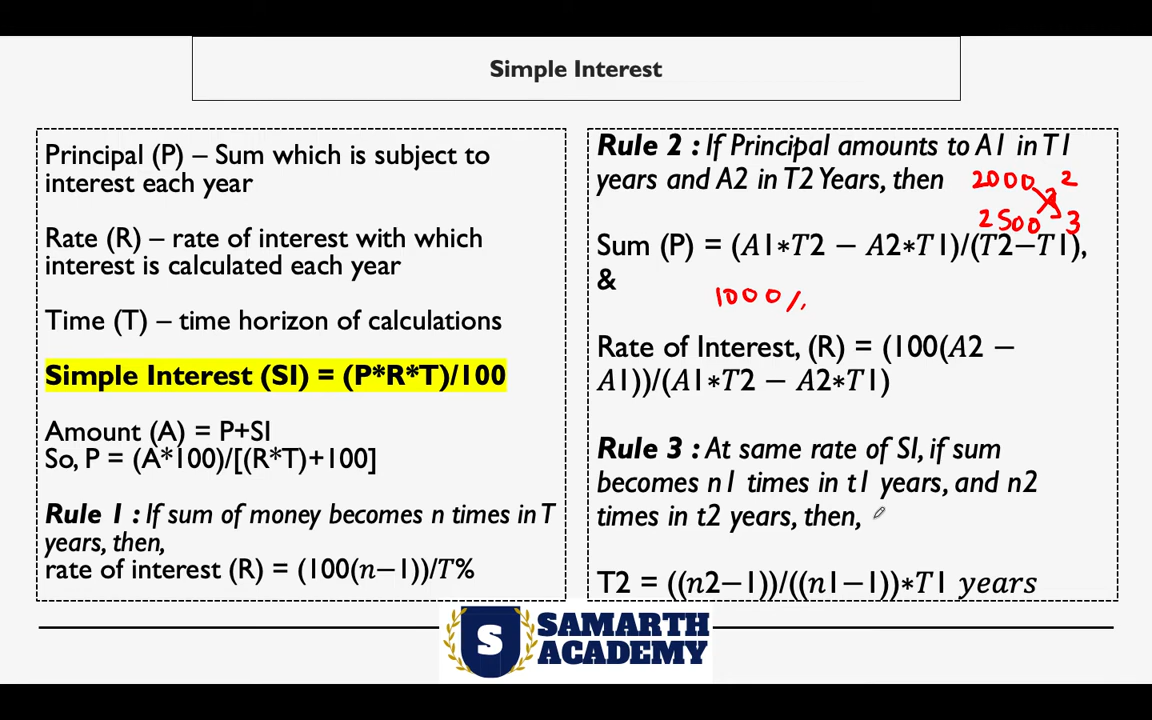 Simple Interest
Principal (P) – Sum which is subject to
interest each year
Rate (R) – rate of interest with which
interest is calculated each year
Time (T) – time horizon of calculations
Simple Interest (SI) = (P*R*T)/100
Amount (A) = P+SI
So, P = (A*100)/[(R*T)+100]
Rule 1 : If sum of money becomes n times in T
years, then,
rate of interest (R) = (100(n−1))/T%
Rule 2 : If Principal amounts to A1 in T1
years and A2 in T2 Years, then
2000 2
2500 3
Sum (P) = (A1∗T2 − A2∗T1)/(T2−T1),
&
1000/.
Rate of Interest, (R) = (100(A2 −
A1))/(A1∗T2 − A2∗T1)
Rule 3 : At same rate of SI, if sum
becomes n1 times in t1 years, and n2
times in t2 years, then,
T2 = ((n2−1))/((n1−1))∗T1 years
S
SAMARTH
ACADEMY